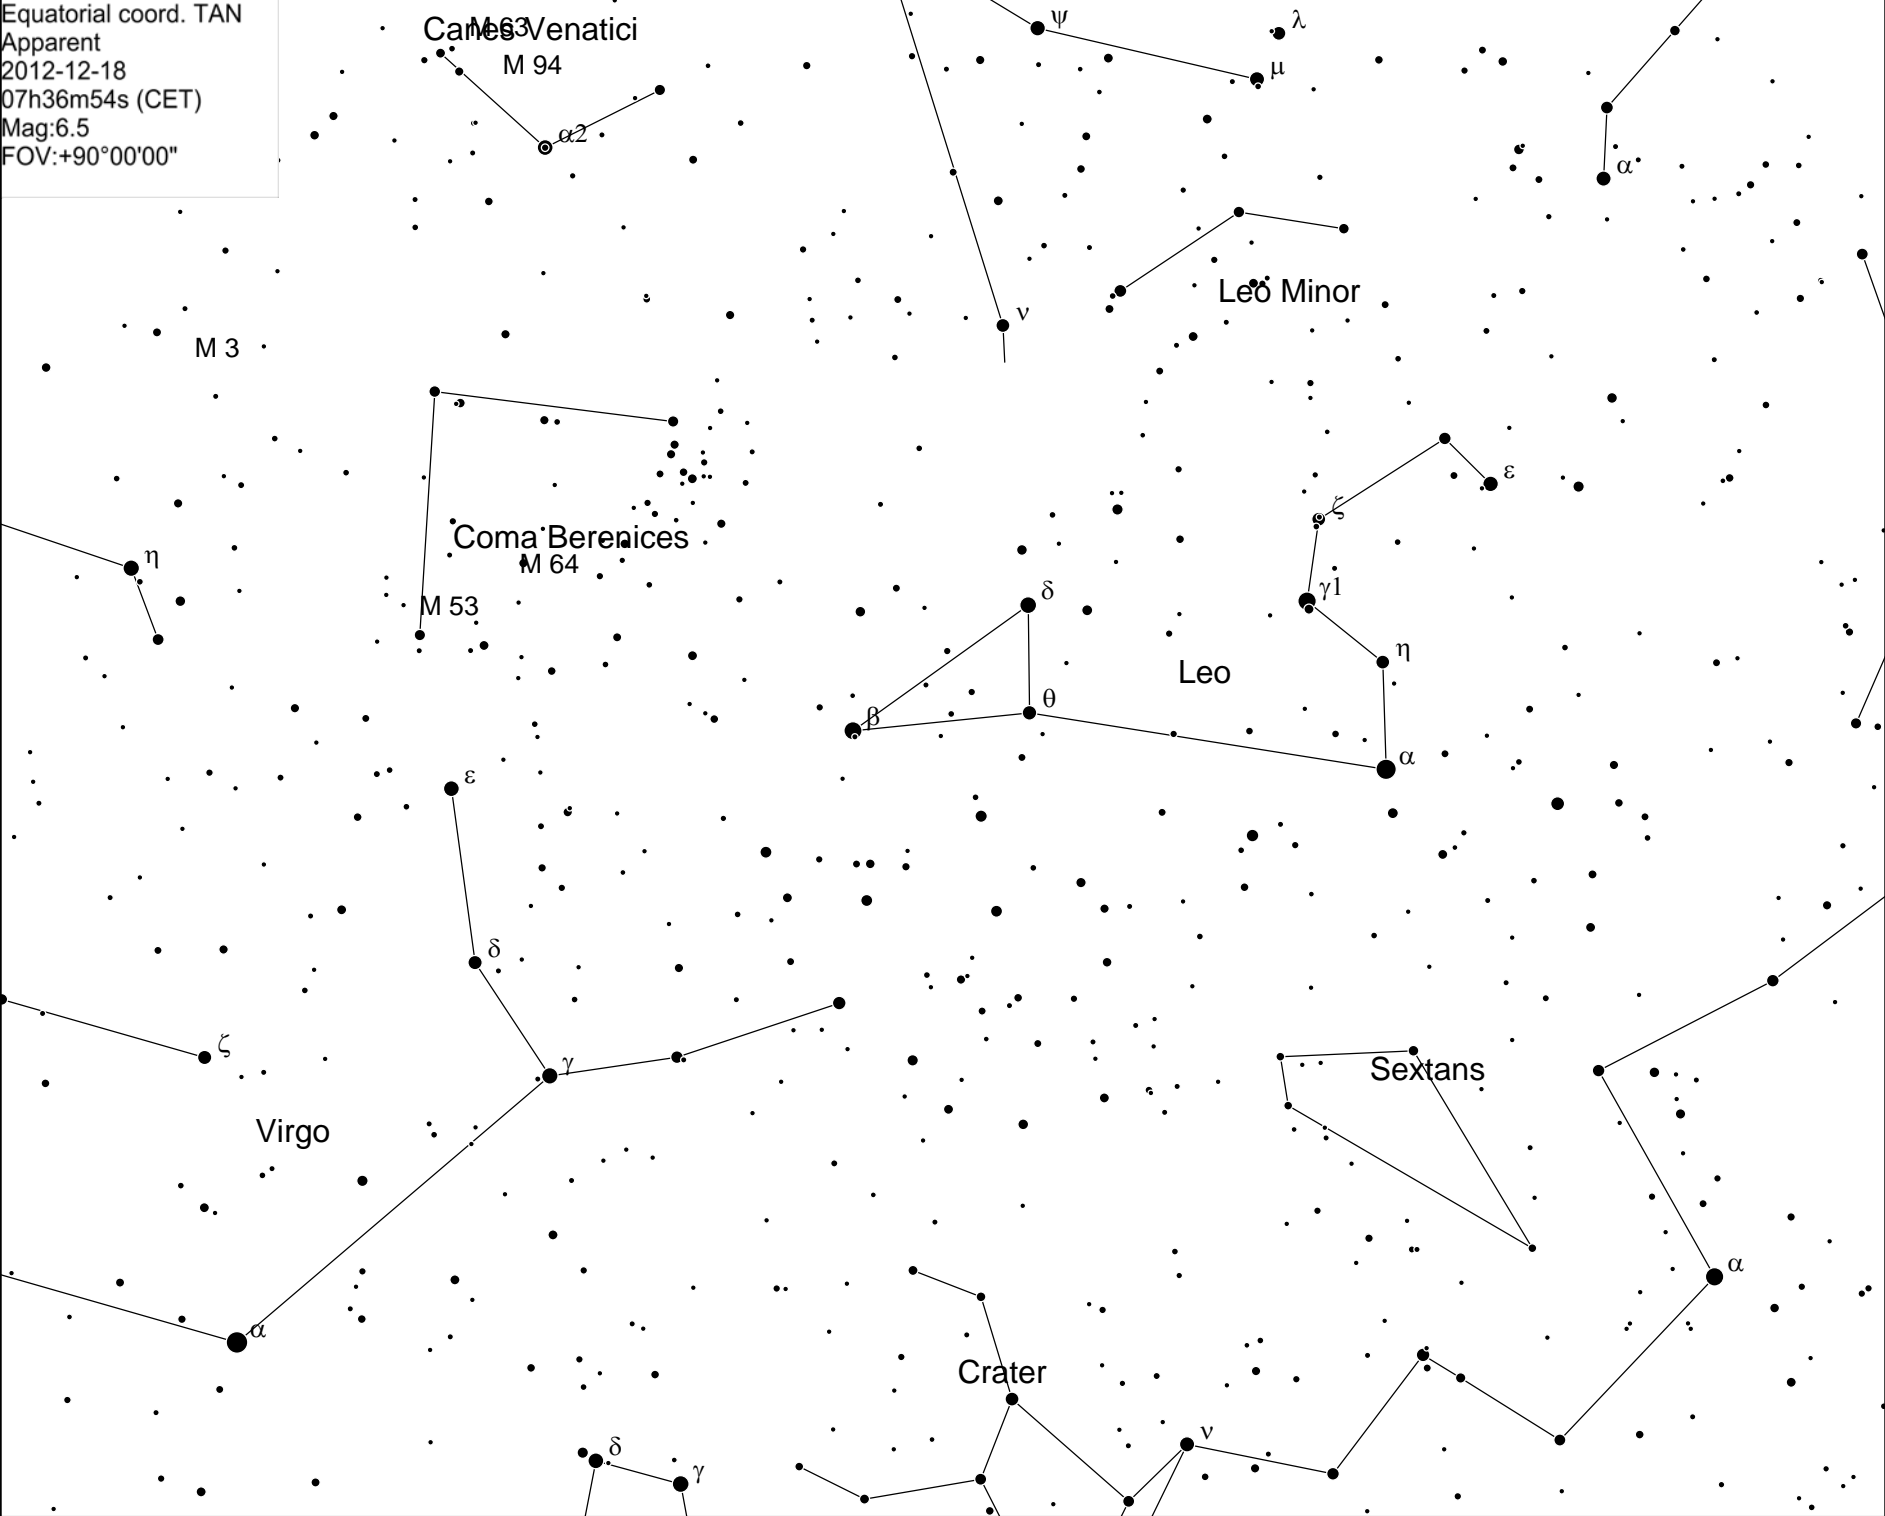 Equatorial coord. TAN
Apparent
2012-12-18
07h36m54s (CET)
Mag:6.5
FOV:+90°00'00"
Canes Venatici
M 63
M 94
α2
ψ
λ
μ
α
ν
Leo Minor
M 3
ε
ζ
Coma Berenices
M 64
η
M 53
δ
γ1
η
Leo
θ
β
α
ε
δ
ζ
γ
Sextans
Virgo
α
α
Crater
ν
δ
γ